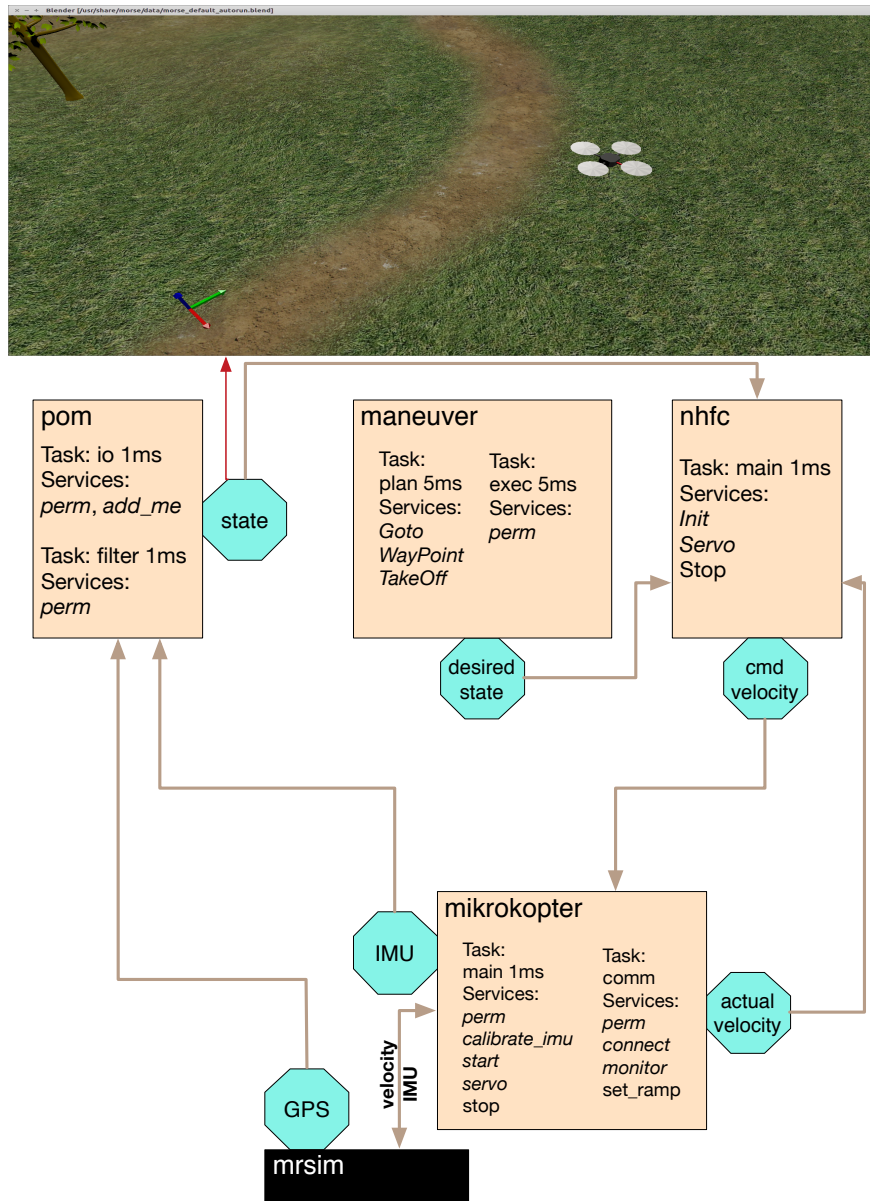 × − + Blender [/usr/share/morse/data/morse_default_autorun.blend]
pom
Task: io 1ms
Services:
perm, add_me
Task: filter 1ms
Services:
perm
state
maneuver
Task:
plan 5ms
Services:
Goto
WayPoint
TakeOff
Task:
exec 5ms
Services:
perm
desired
state
nhfc
Task: main 1ms
Services:
Init
Servo
Stop
cmd
velocity
IMU
mikrokopter
Task:
main 1ms
Services:
perm
calibrate_imu
start
servo
stop
Task:
comm
Services:
perm
connect
monitor
set_ramp
actual
velocity
velocity
IMU
GPS
mrsim